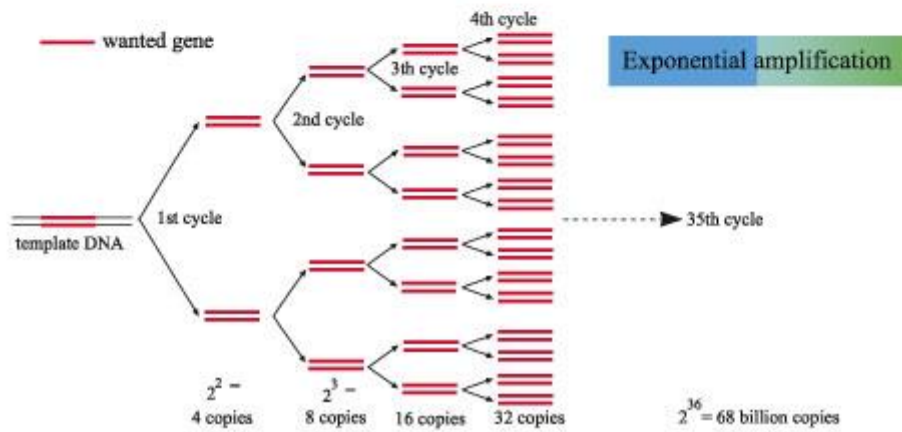 wanted gene
4th cycle
3th cycle
Exponential amplification
2nd cycle
1st cycle
template DNA
35th cycle
2² =
4 copies
2³ =
8 copies
16 copies
32 copies
2³⁶ = 68 billion copies